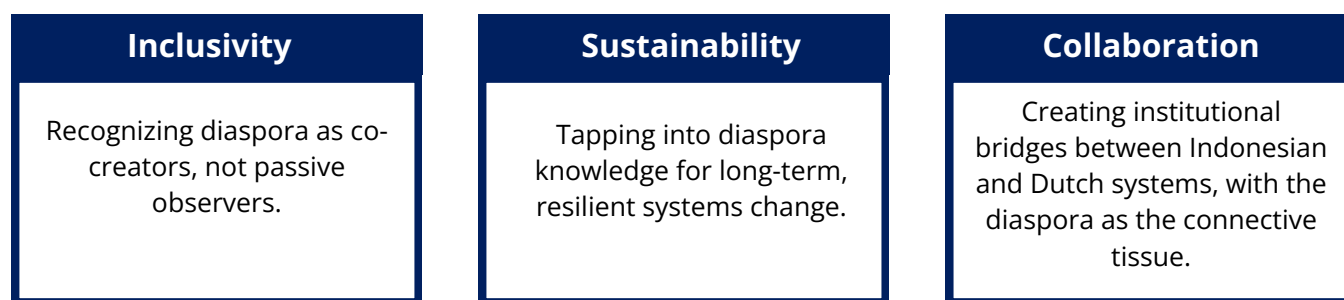 Inclusivity
Recognizing diaspora as co-
creators, not passive
observers.
Sustainability
Tapping into diaspora
knowledge for long-term,
resilient systems change.
Collaboration
Creating institutional
bridges between Indonesian
and Dutch systems, with the
diaspora as the connective
tissue.